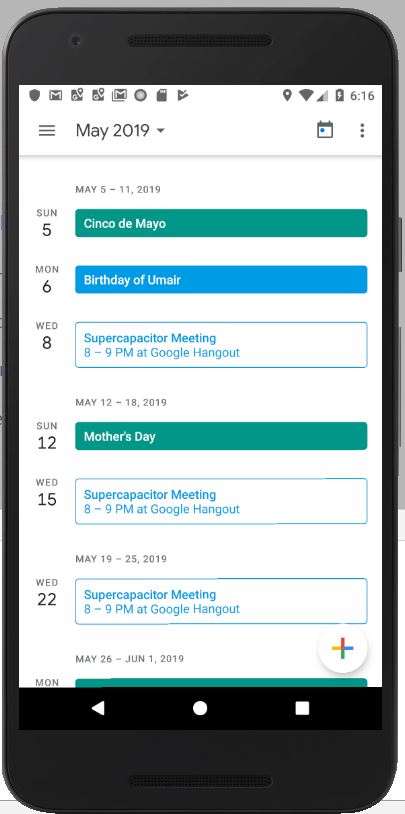 6:16
May 2019
MAY 5 – 11, 2019
SUN
5
Cinco de Mayo
MON
6
Birthday of Umair
WED
8
Supercapacitor Meeting
8 – 9 PM at Google Hangout
MAY 12 – 18, 2019
SUN
12
Mother's Day
WED
15
Supercapacitor Meeting
8 – 9 PM at Google Hangout
MAY 19 – 25, 2019
WED
22
Supercapacitor Meeting
8 – 9 PM at Google Hangout
MAY 26 – JUN 1, 2019
MON